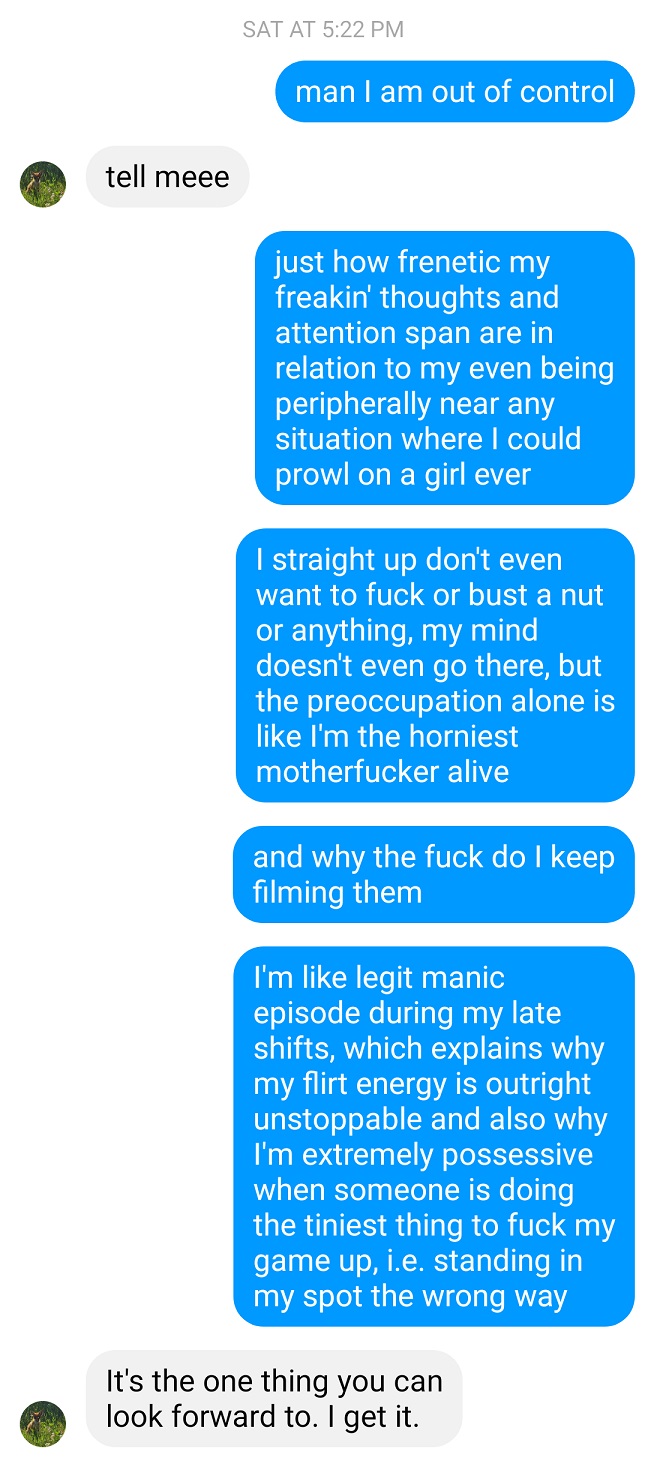 SAT AT 5:22 PM
man I am out of control
tell meee
just how frenetic my
freakin' thoughts and
attention span are in
relation to my even being
peripherally near any
situation where I could
prowl on a girl ever
I straight up don't even
want to fuck or bust a nut
or anything, my mind
doesn't even go there, but
the preoccupation alone is
like I'm the horniest
motherfucker alive
and why the fuck do I keep
filming them
I'm like legit manic
episode during my late
shifts, which explains why
my flirt energy is outright
unstoppable and also why
I'm extremely possessive
when someone is doing
the tiniest thing to fuck my
game up, i.e. standing in
my spot the wrong way
It's the one thing you can
look forward to. I get it.